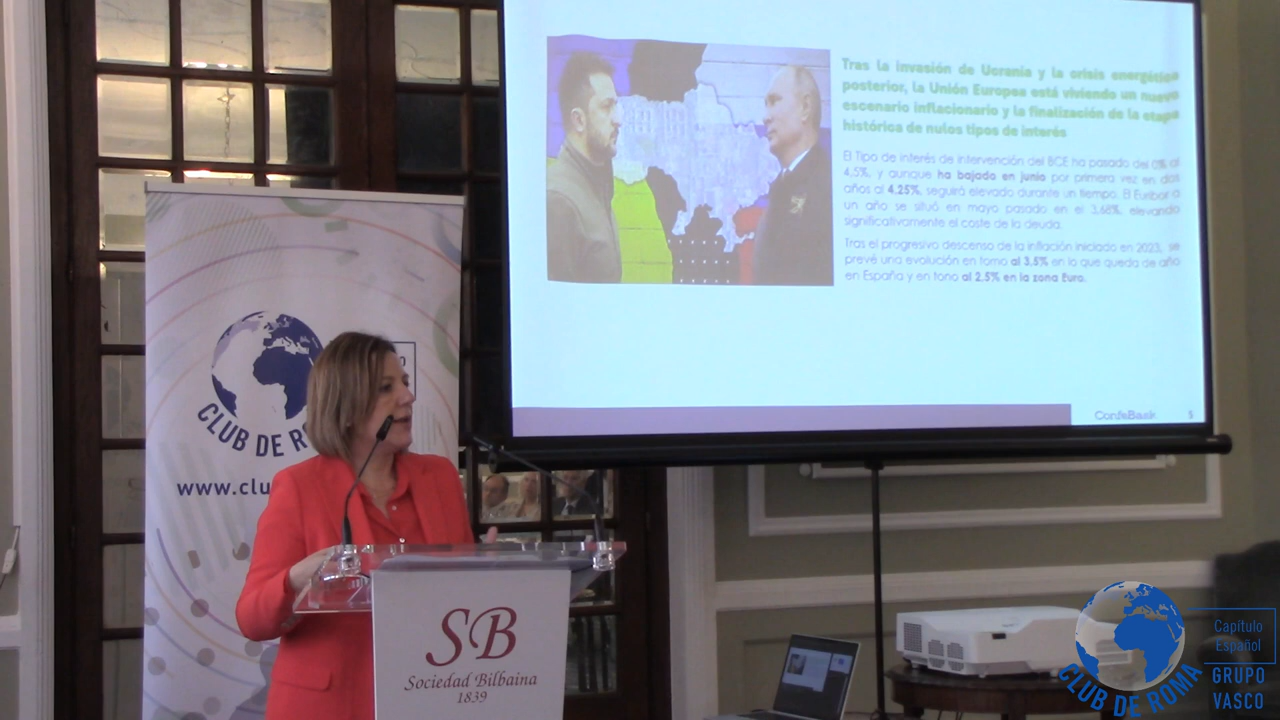 Tras la invasión de Ucrania y la crisis energética
posterior, la Unión Europea está viviendo un nuevo
escenario inflacionario y la finalización de la etapa
histórica de nulos tipos de interés
El Tipo de interés de intervención del BCE ha pasado del 0% al
4,5%, y aunque ha bajado en junio por primera vez en dos
años al 4,25%, seguirá elevado durante un tiempo. El Euribor a
un año se situó en mayo pasado en el 3,68%, elevando
significativamente el coste de la deuda.
Tras el progresivo descenso de la inflación iniciado en 2023, se
prevé una evolución en torno al 3,5% en lo que queda de año
en España y en tono al 2,5% en la zona Euro.
ConfeBask 5
CLUB DE RO
www.clu
SB
Sociedad Bilbaina
1839
CLUB DE ROMA
Capítulo
Español
GRUPO
VASCO